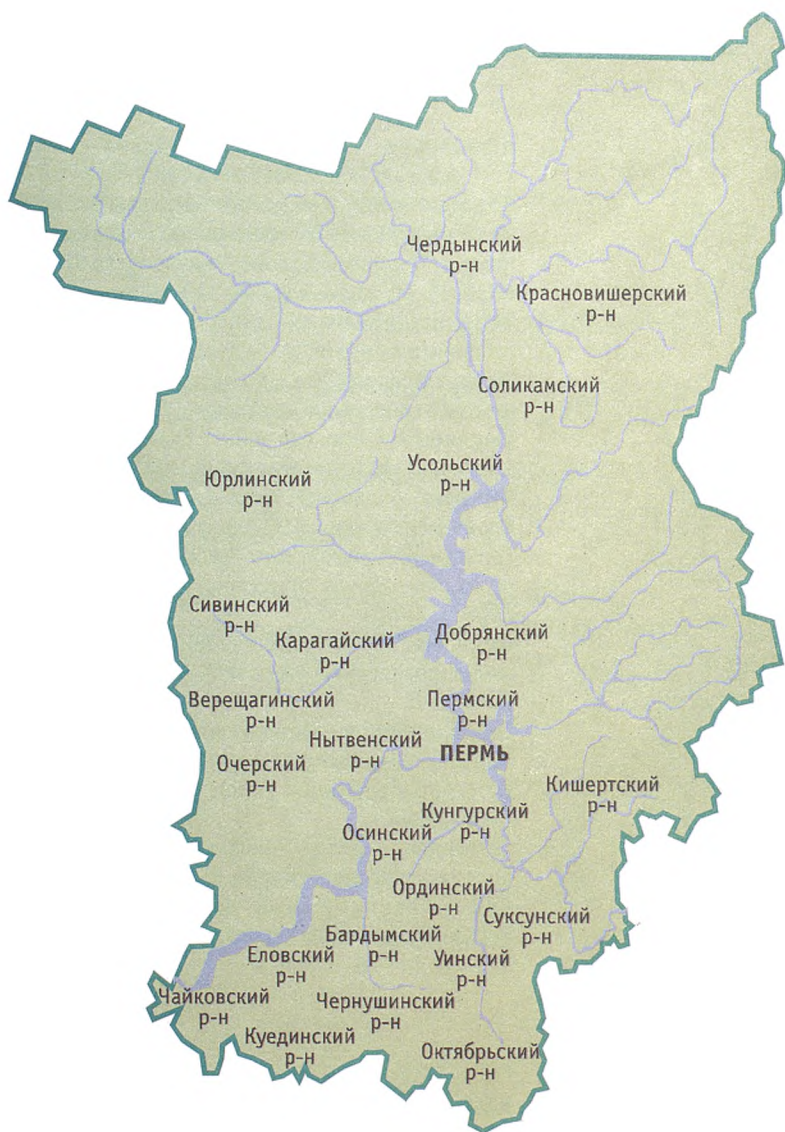 Чердынский
р-н
Красновишерский
р-н
Соликамский
р-н
Усольский
р-н
Юрлинский
р-н
Сивинский
р-н
Карагайский
р-н
Добрянский
р-н
Верещагинский
р-н
Пермский
р-н
Нытвенский
р-н
ПЕРМЬ
Очерский
р-н
Кишертский
р-н
Кунгурский
р-н
Осинский
р-н
Ординский
р-н
Суксунский
р-н
Бардымский
р-н
Еловский
р-н
Уинский
р-н
Чайковский
р-н
Чернушинский
р-н
Куединский
р-н
Октябрьский
р-н